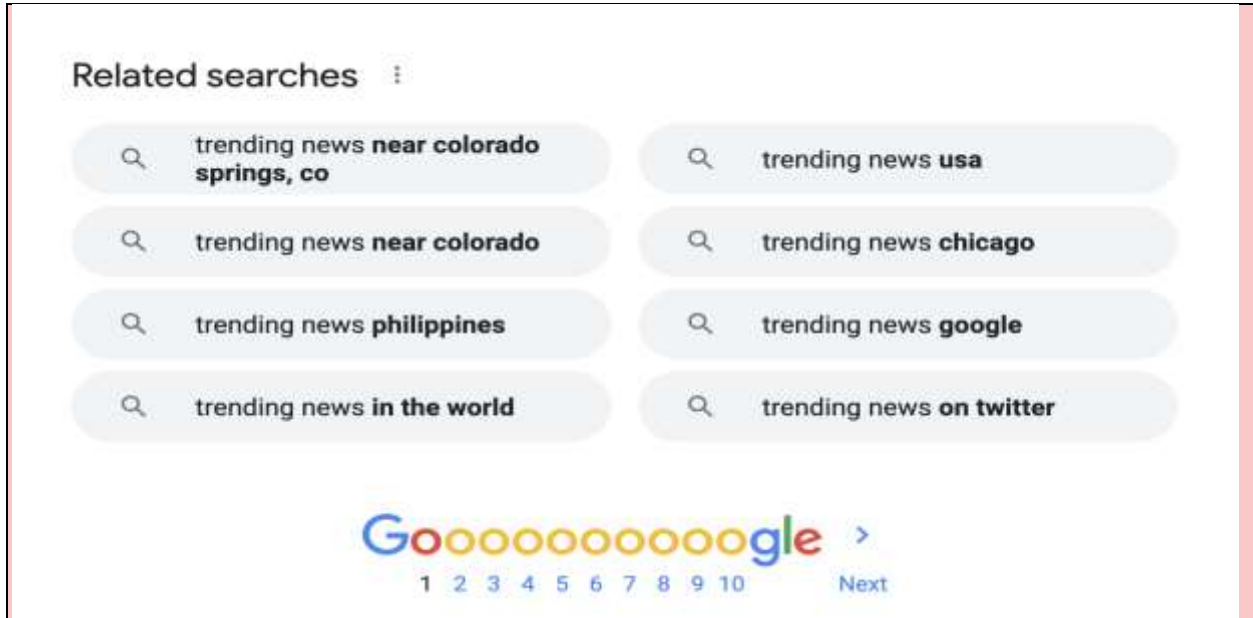 Related searches
trending news near colorado
springs, co
trending news usa
trending news near colorado
trending news chicago
trending news philippines
trending news google
trending news in the world
trending news on twitter
Goooooooooogle >
1 2 3 4 5 6 7 8 9 10 Next